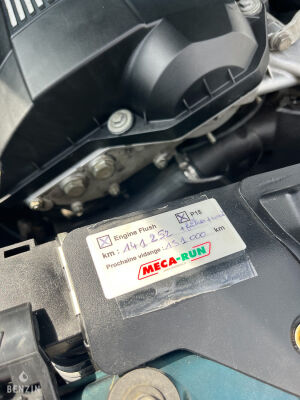 Engine Flush P18
km : 141 252
Prochaine vidange : 151 000 km
MECA-RUN
BENZIN